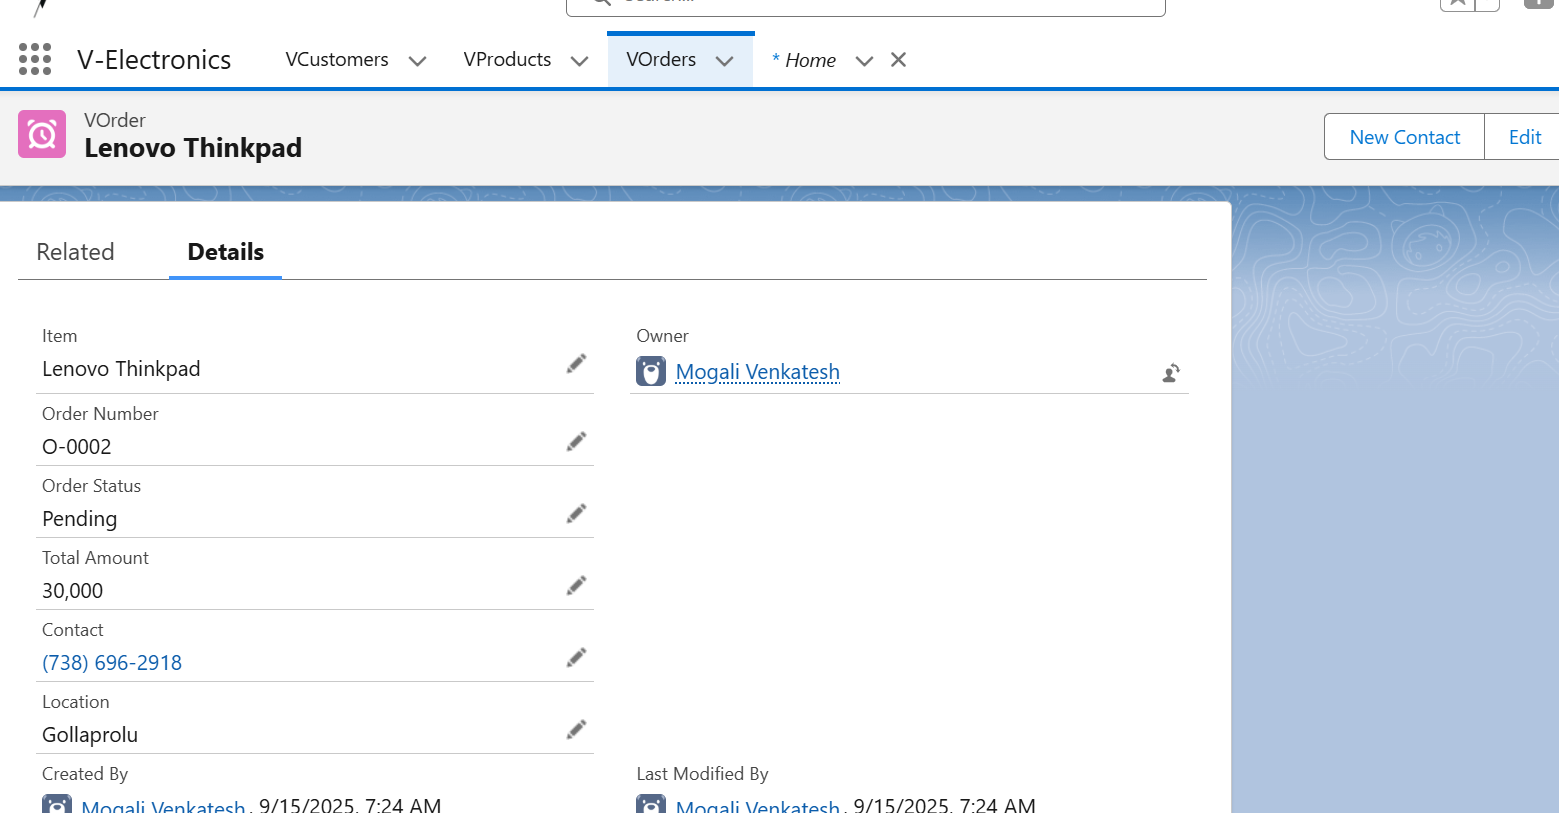 Search...
V-Electronics VCustomers VProducts VOrders * Home
VOrder
Lenovo Thinkpad
New Contact Edit
Related Details
Item
Lenovo Thinkpad
Owner
Mogali Venkatesh
Order Number
O-0002
Order Status
Pending
Total Amount
30,000
Contact
(738) 696-2918
Location
Gollaprolu
Created By
Mogali Venkatesh, 9/15/2025, 7:24 AM
Last Modified By
Mogali Venkatesh, 9/15/2025, 7:24 AM